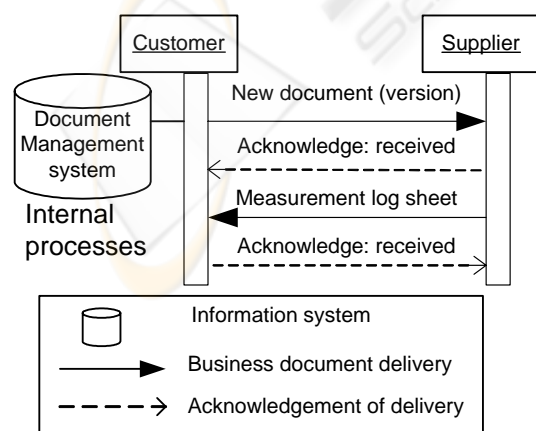 Customer
Supplier
New document (version)
Document
Management
system
Acknowledge: received
Measurement log sheet
Internal
processes
Acknowledge: received
Information system
Business document delivery
Acknowledgement of delivery